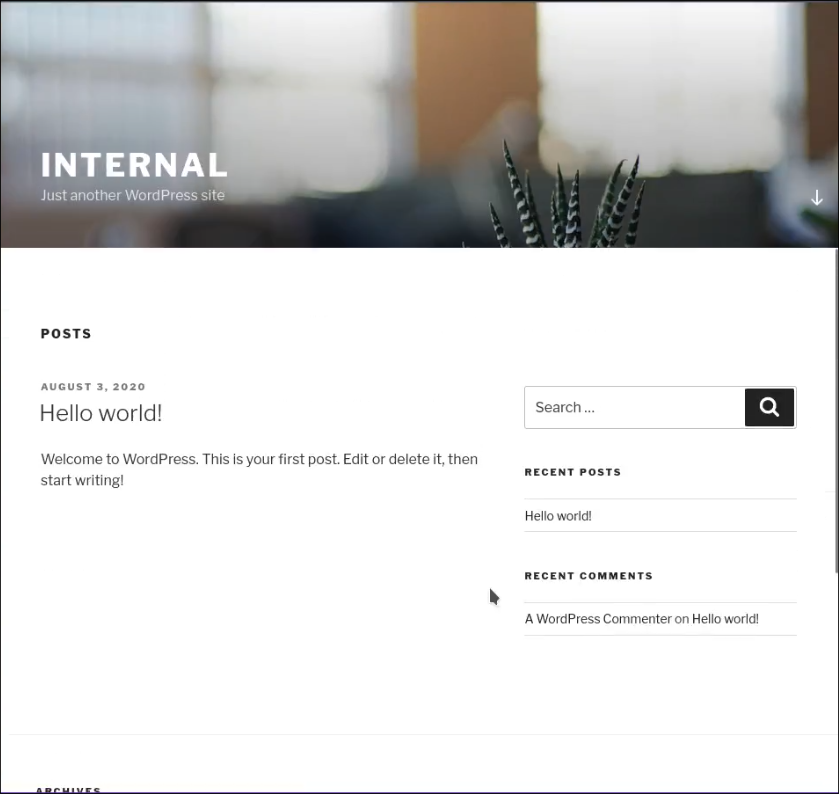 INTERNAL
Just another WordPress site
POSTS
AUGUST 3, 2020
Hello world!
Welcome to WordPress. This is your first post. Edit or delete it, then
start writing!
Search …
RECENT POSTS
Hello world!
RECENT COMMENTS
A WordPress Commenter on Hello world!
ARCHIVES